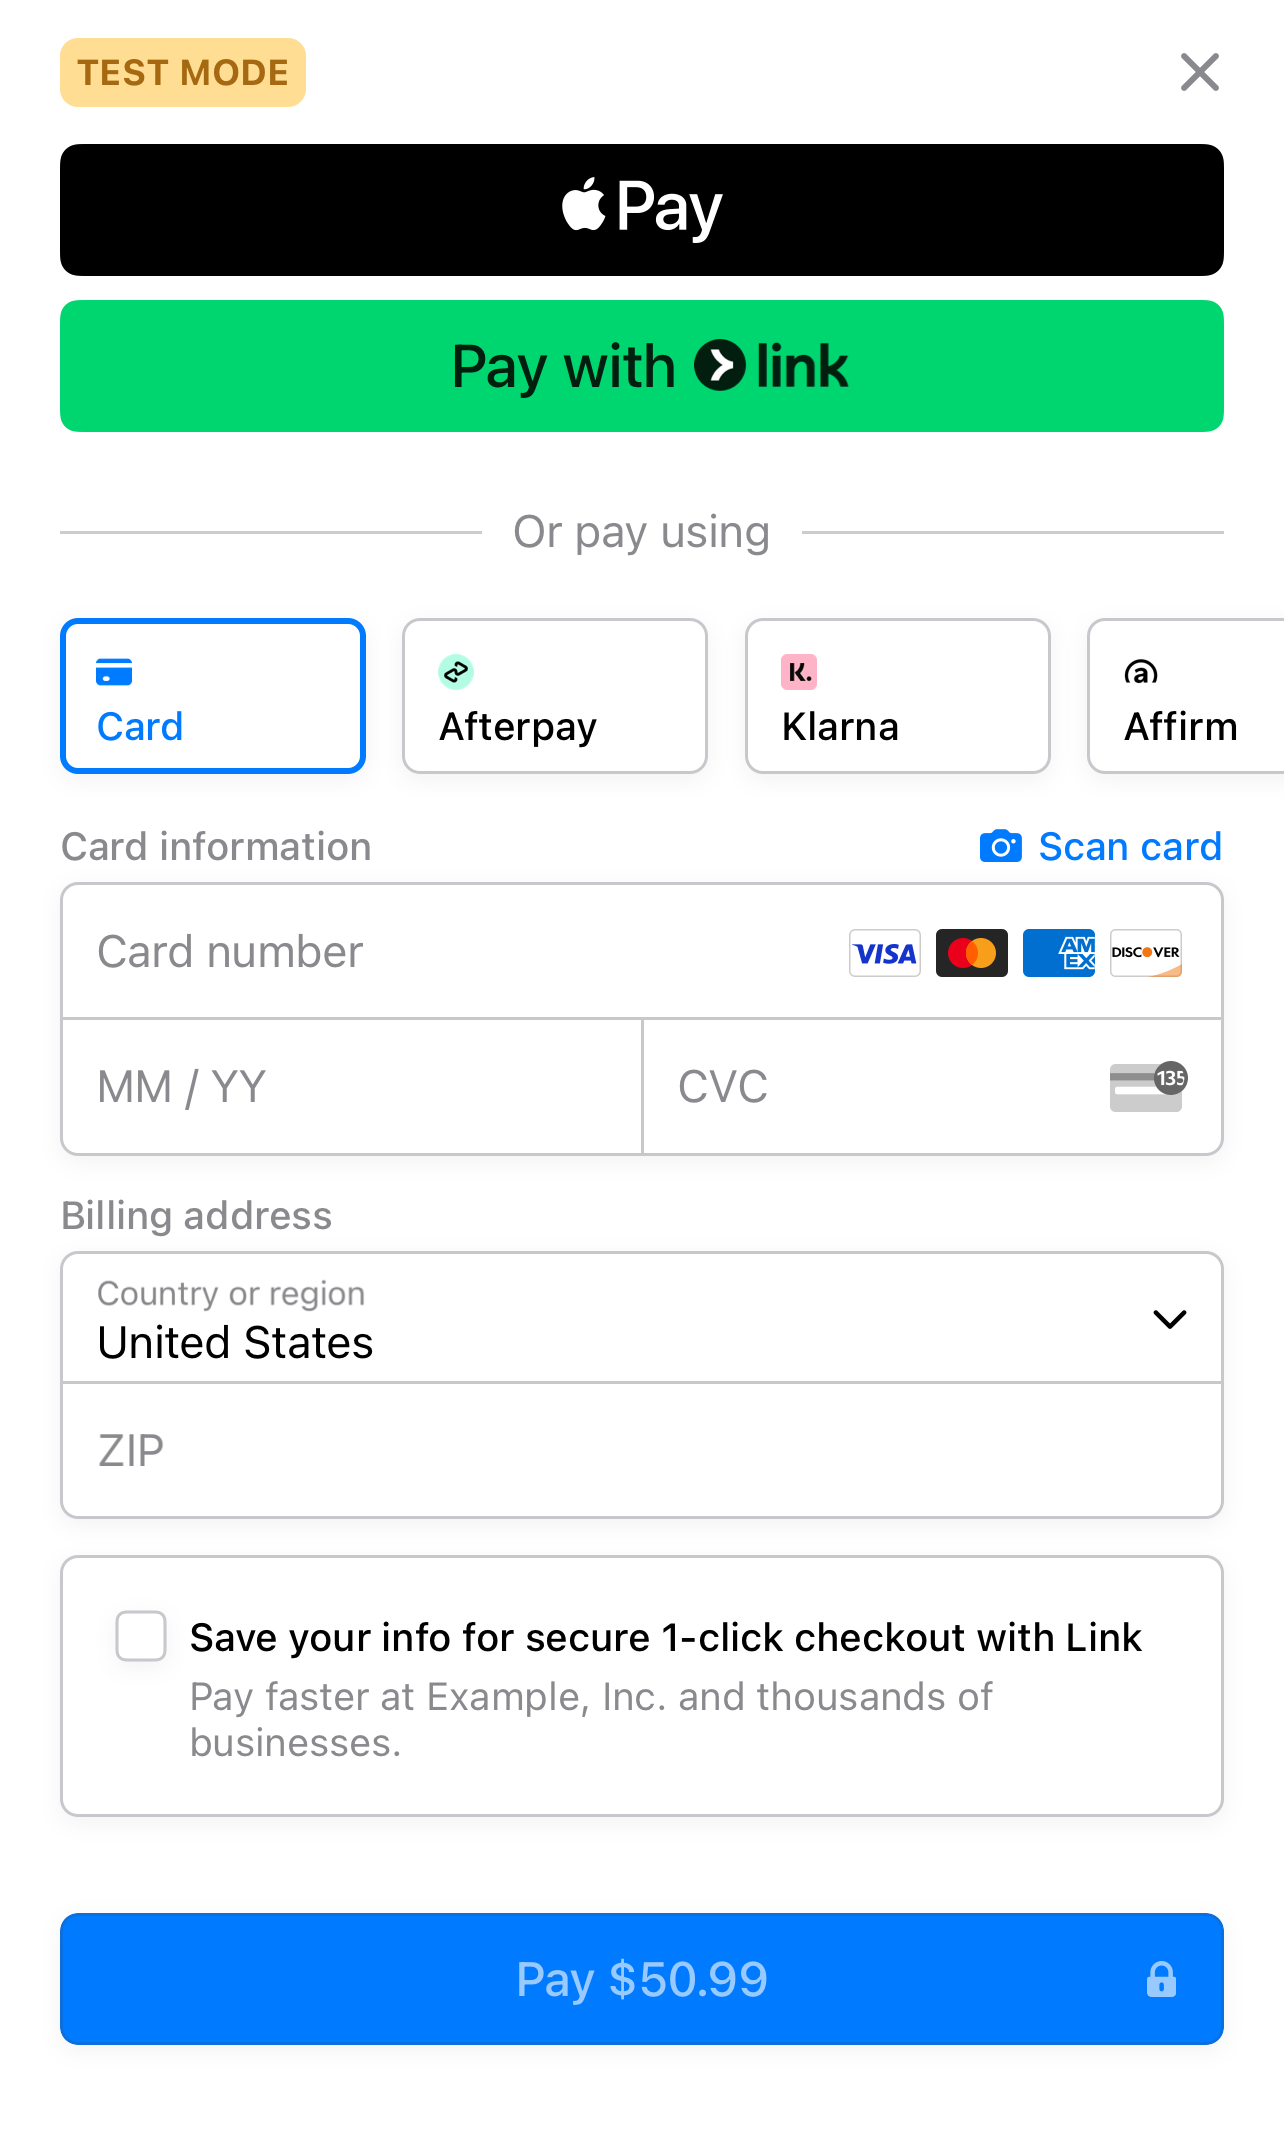 TEST MODE
Pay
Pay with link
Or pay using
Card
Afterpay
K.
Klarna
a
Affirm
Card information
Scan card
Card number
VISA
AM
EX
DISCOVER
MM / YY
CVC
135
Billing address
Country or region
United States
ZIP
Save your info for secure 1-click checkout with Link
Pay faster at Example, Inc. and thousands of
businesses.
Pay $50.99